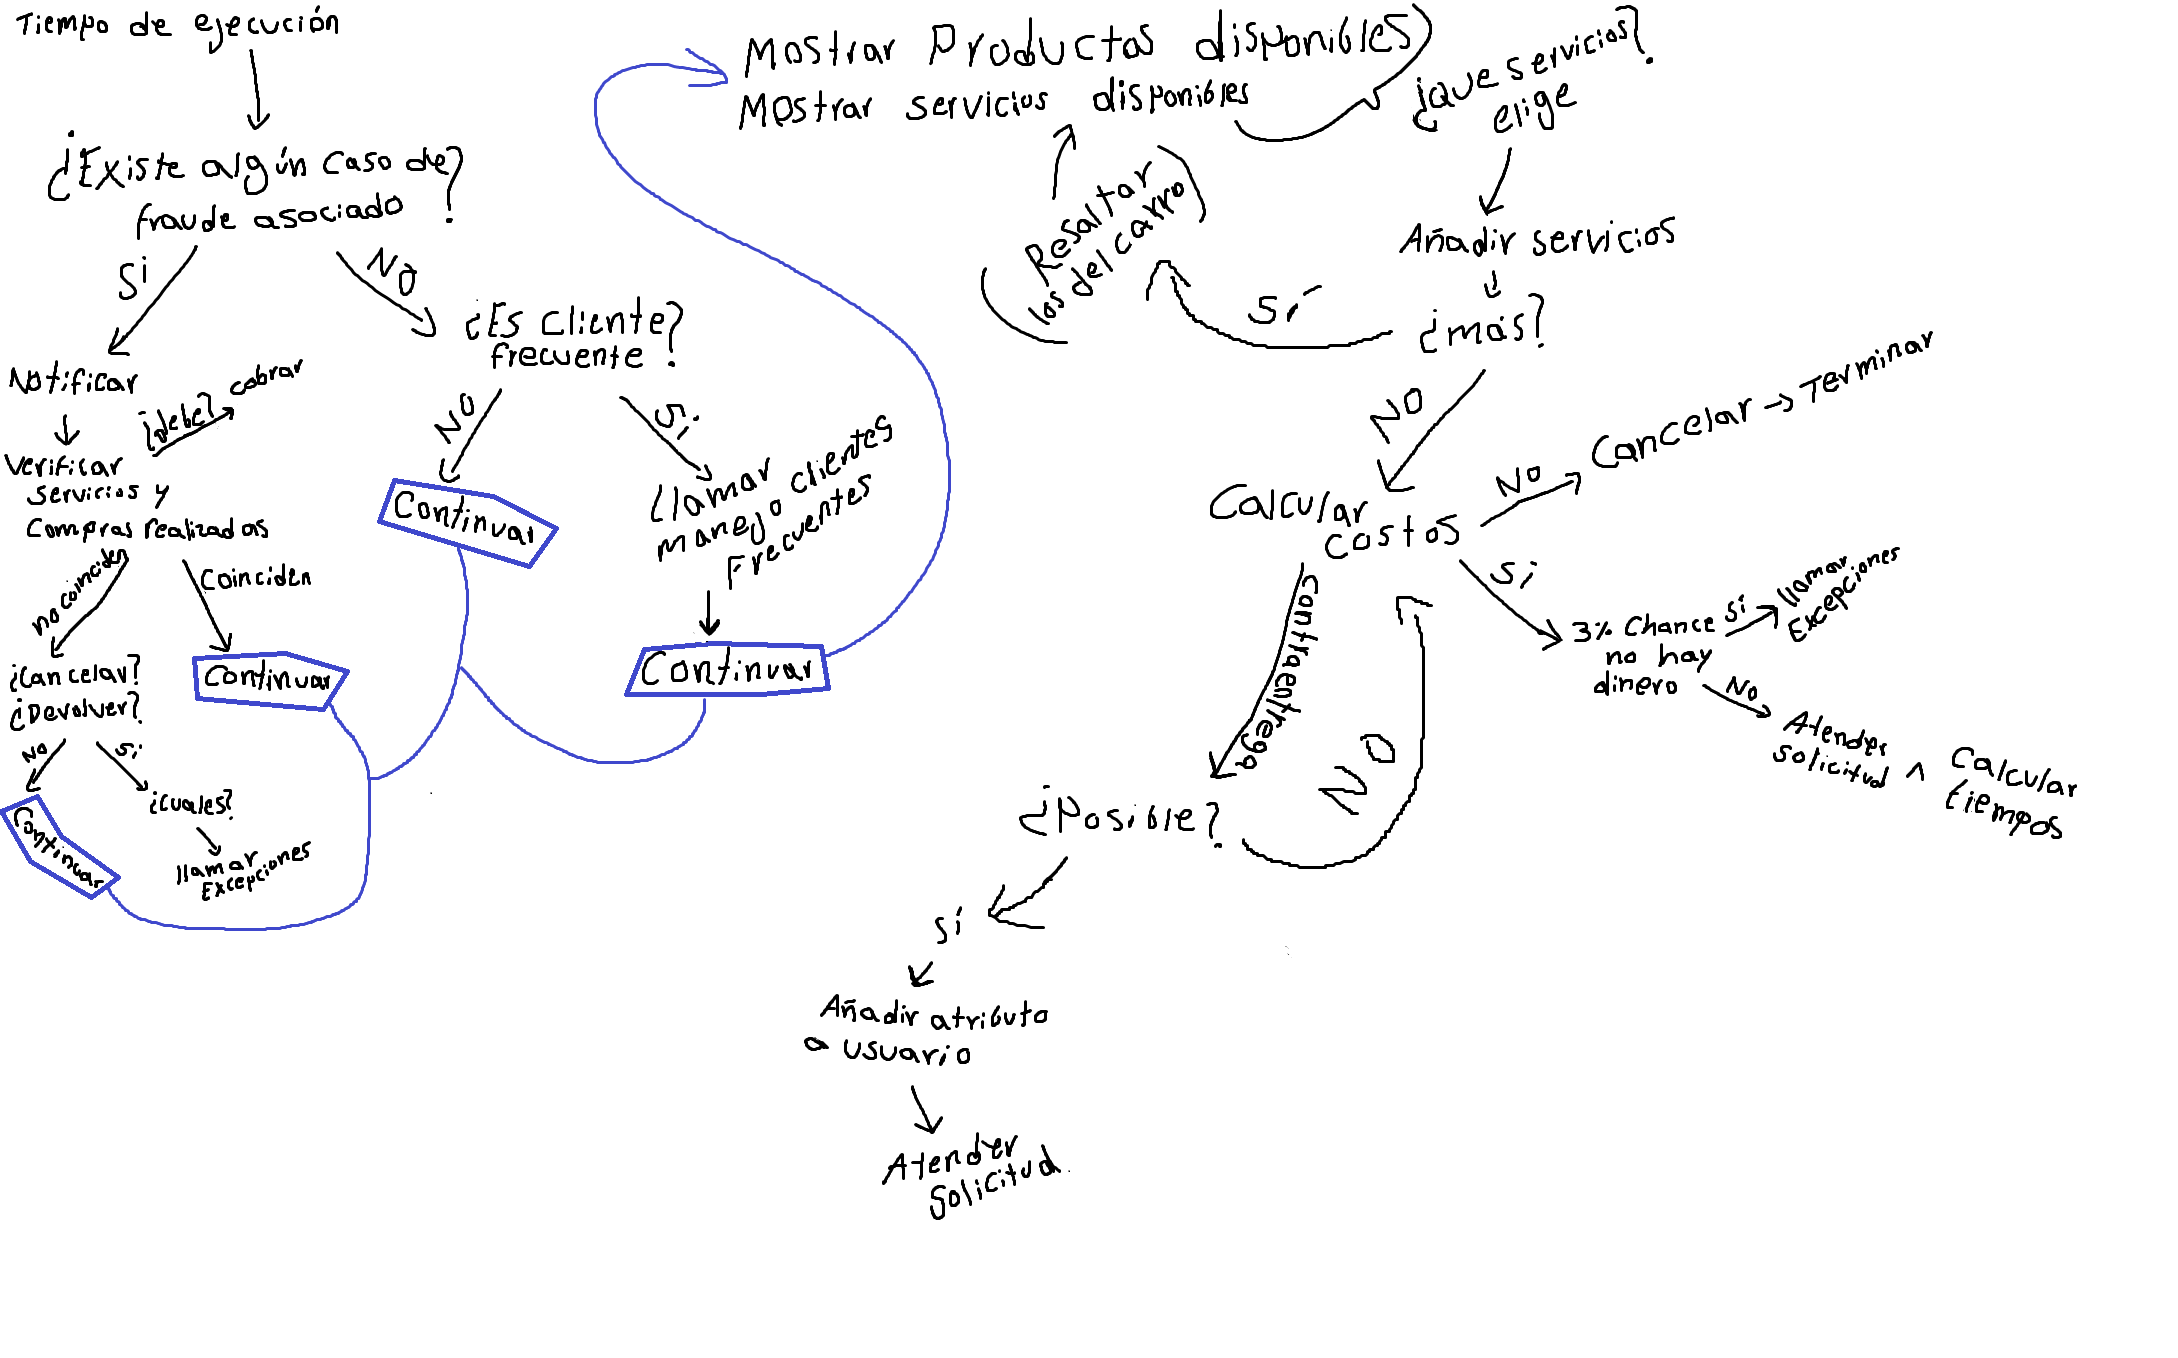 Tiempo de ejecución
¿Existe algún caso de
fraude asociado?
Si
NO
Notificar
¿debe?
cobrar
Verificar
servicios y
compras realizados
no coinciden
Coinciden
¿Cancelar?
¿Devolver?
NO
Si
Continuar
¿cuales?
llamar
Excepciones
Continuar
¿Es cliente?
frecuente?
NO
Si
Continuar
Llamar
manejo clientes
Frecuentes
Continuar
Mostrar Productos disponibles
Mostrar servicios disponibles
¿que servicios?
elige
Añadir servicios
¿más?
Sí
Resaltar
los del carro
NO
Calcular
costos
NO
Cancelar → Terminar
Si
3% Chance
no hay
dinero
Si
llamar
Excepciones
No
Atender
solicitud ^ Calcular
tiempos
Contraentrega
¿Posible?
NO
Sí
Añadir atributo
a usuario
Atender
solicitud